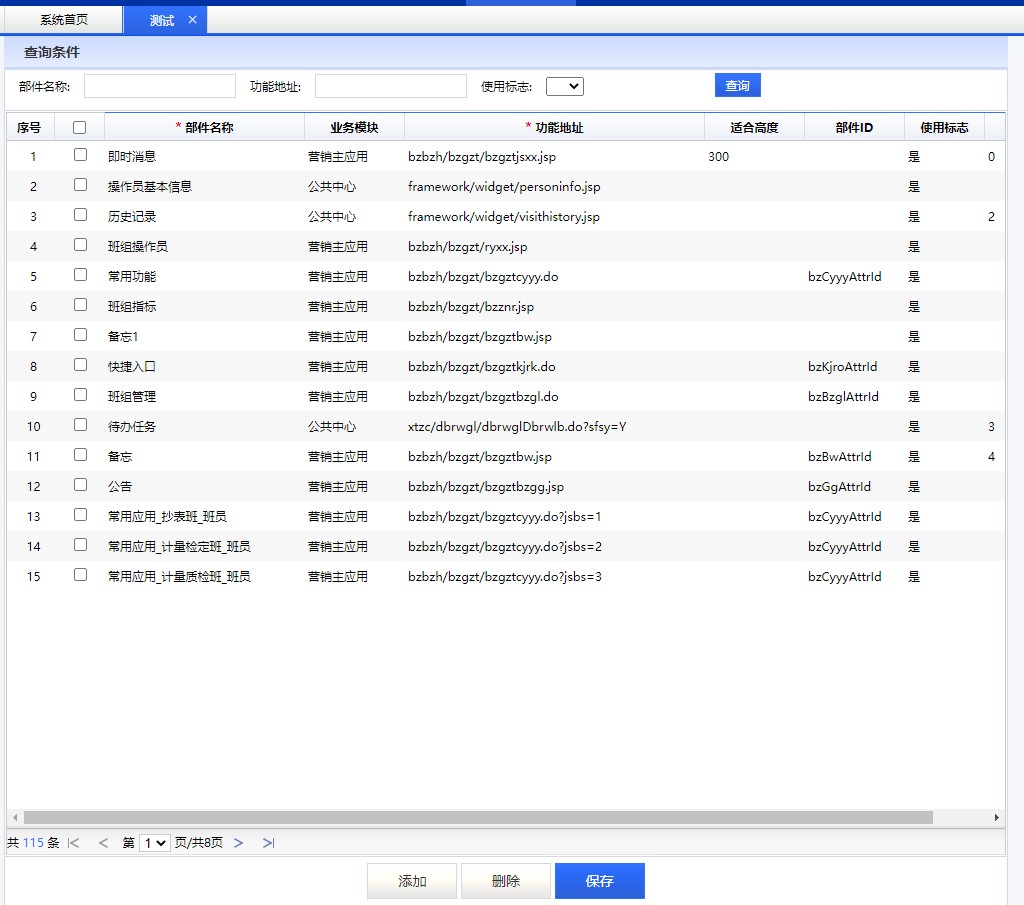 系统首页 测试 ×
查询条件
部件名称: 功能地址: 使用标志: 查询
序号 * 部件名称 业务模块 * 功能地址 适合高度 部件ID 使用标志
1 即时消息 营销主应用 bzbzh/bzgzt/bzgztjsxx.jsp 300 是 0
2 操作员基本信息 公共中心 framework/widget/personinfo.jsp 是
3 历史记录 公共中心 framework/widget/visithistory.jsp 是 2
4 班组操作员 营销主应用 bzbzh/bzgzt/ryxx.jsp 是
5 常用功能 营销主应用 bzbzh/bzgzt/bzgztcyyy.do bzCyyyAttrId 是
6 班组指标 营销主应用 bzbzh/bzgzt/bzznr.jsp 是
7 备忘1 营销主应用 bzbzh/bzgzt/bzgztbw.jsp 是
8 快捷入口 营销主应用 bzbzh/bzgzt/bzgztkjrk.do bzKjroAttrId 是
9 班组管理 营销主应用 bzbzh/bzgzt/bzgztbzgl.do bzBzglAttrId 是
10 待办任务 公共中心 xtzc/dbrwgl/dbrwglDbrwlb.do?sfsy=Y 是 3
11 备忘 营销主应用 bzbzh/bzgzt/bzgztbw.jsp bzBwAttrId 是 4
12 公告 营销主应用 bzbzh/bzgzt/bzgztbzgg.jsp bzGgAttrId 是
13 常用应用_抄表班_班员 营销主应用 bzbzh/bzgzt/bzgztcyyy.do?jsbs=1 bzCyyyAttrId 是
14 常用应用_计量检定班_班员 营销主应用 bzbzh/bzgzt/bzgztcyyy.do?jsbs=2 bzCyyyAttrId 是
15 常用应用_计量质检班_班员 营销主应用 bzbzh/bzgzt/bzgztcyyy.do?jsbs=3 bzCyyyAttrId 是
共 115 条 |< < 第 1 页/共8页 > >|
添加 删除 保存